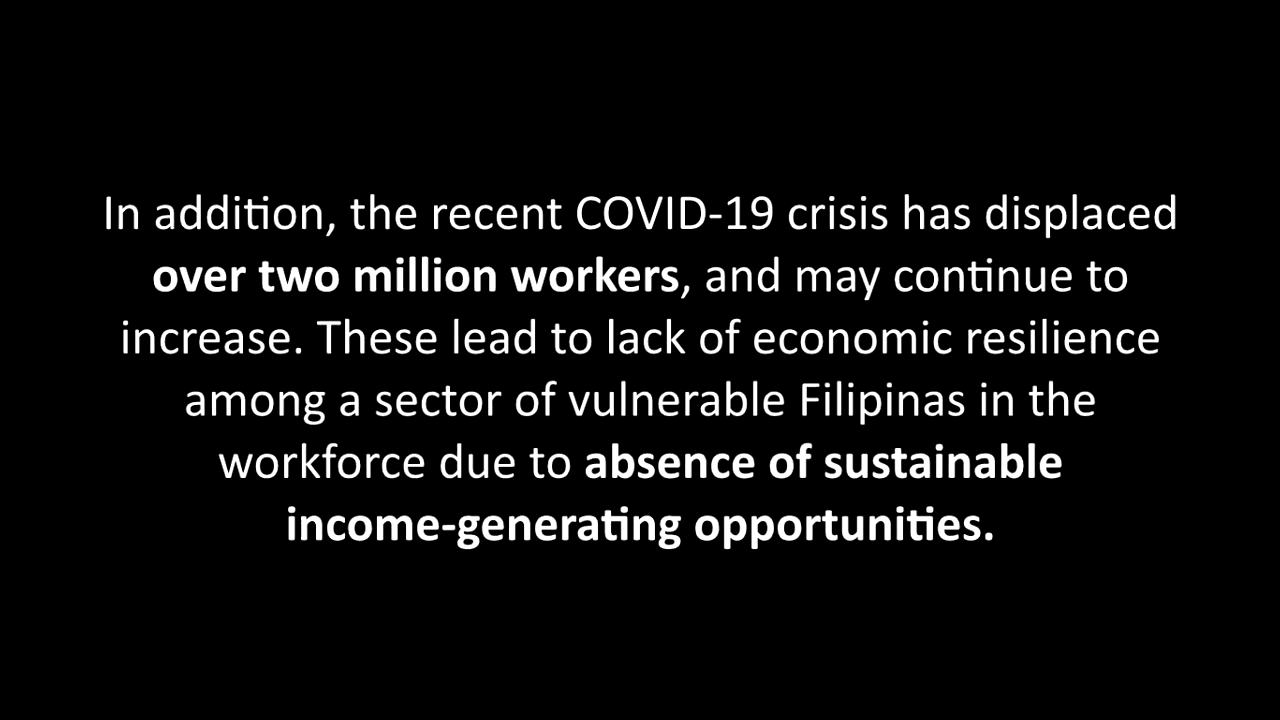 In addition, the recent COVID-19 crisis has displaced
over two million workers, and may continue to
increase. These lead to lack of economic resilience
among a sector of vulnerable Filipinas in the
workforce due to absence of sustainable
income-generating opportunities.